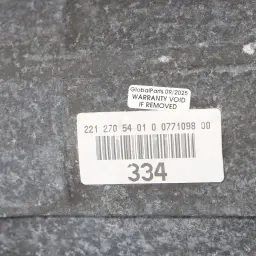 GlobalParts 09/2025
WARRANTY VOID
IF REMOVED
221 270 54 01 0 0771098 00
334